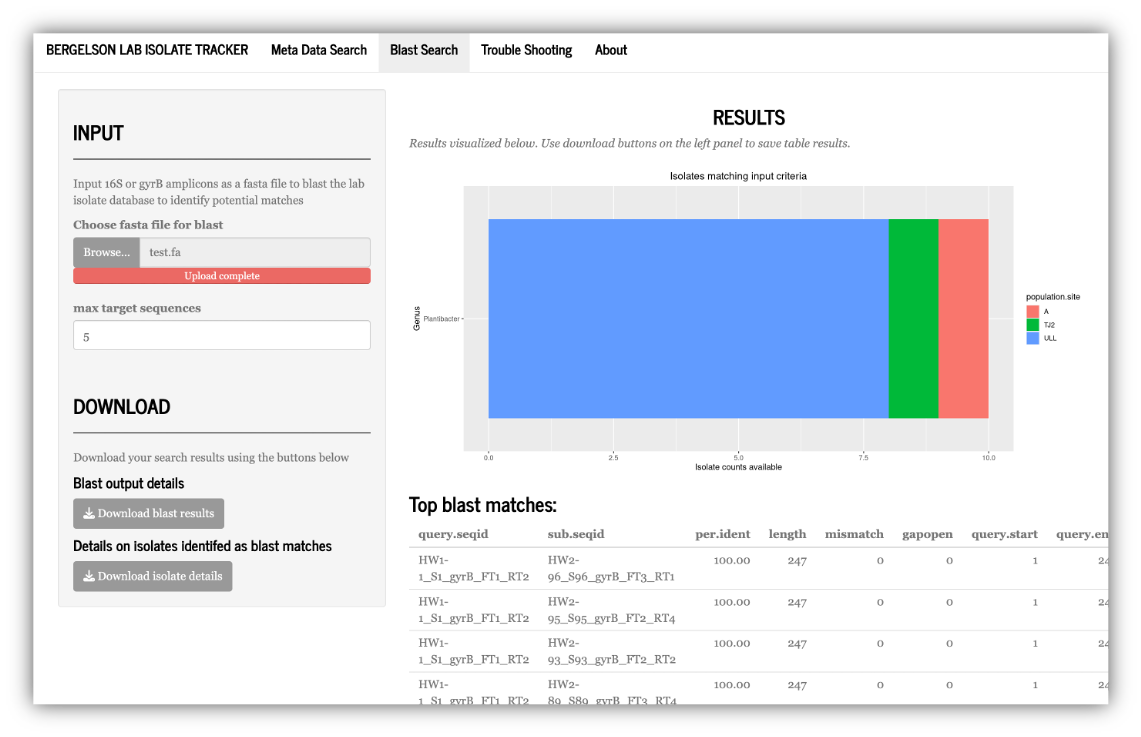 BERGELSON LAB ISOLATE TRACKER Meta Data Search Blast Search Trouble Shooting About
INPUT
Input 16S or gyrB amplicons as a fasta file to blast the lab
isolate database to identify potential matches
Choose fasta file for blast
Browse... test.fa
Upload complete
max target sequences
5
DOWNLOAD
Download your search results using the buttons below
Blast output details
Download blast results
Details on isolates identifed as blast matches
Download isolate details
RESULTS
Results visualized below. Use download buttons on the left panel to save table results.
Isolates matching input criteria
Genus
Plantibacter
0.0 2.5 5.0 7.5 10.0
Isolate counts available
population.site
A
TJ2
ULL
Top blast matches:
query.seqid sub.seqid per.ident length mismatch gapopen query.start query.en
HW1- HW2- 100.00 247 0 0 1 24
1_S1_gyrB_FT1_RT2 96_S96_gyrB_FT3_RT1
HW1- HW2- 100.00 247 0 0 1 24
1_S1_gyrB_FT1_RT2 95_S95_gyrB_FT2_RT4
HW1- HW2- 100.00 247 0 0 1 24
1_S1_gyrB_FT1_RT2 93_S93_gyrB_FT2_RT2
HW1- HW2- 100.00 247 0 0 1 24
1_S1_gyrB_FT1_RT2 89_S89_gyrB_FT3_RT4